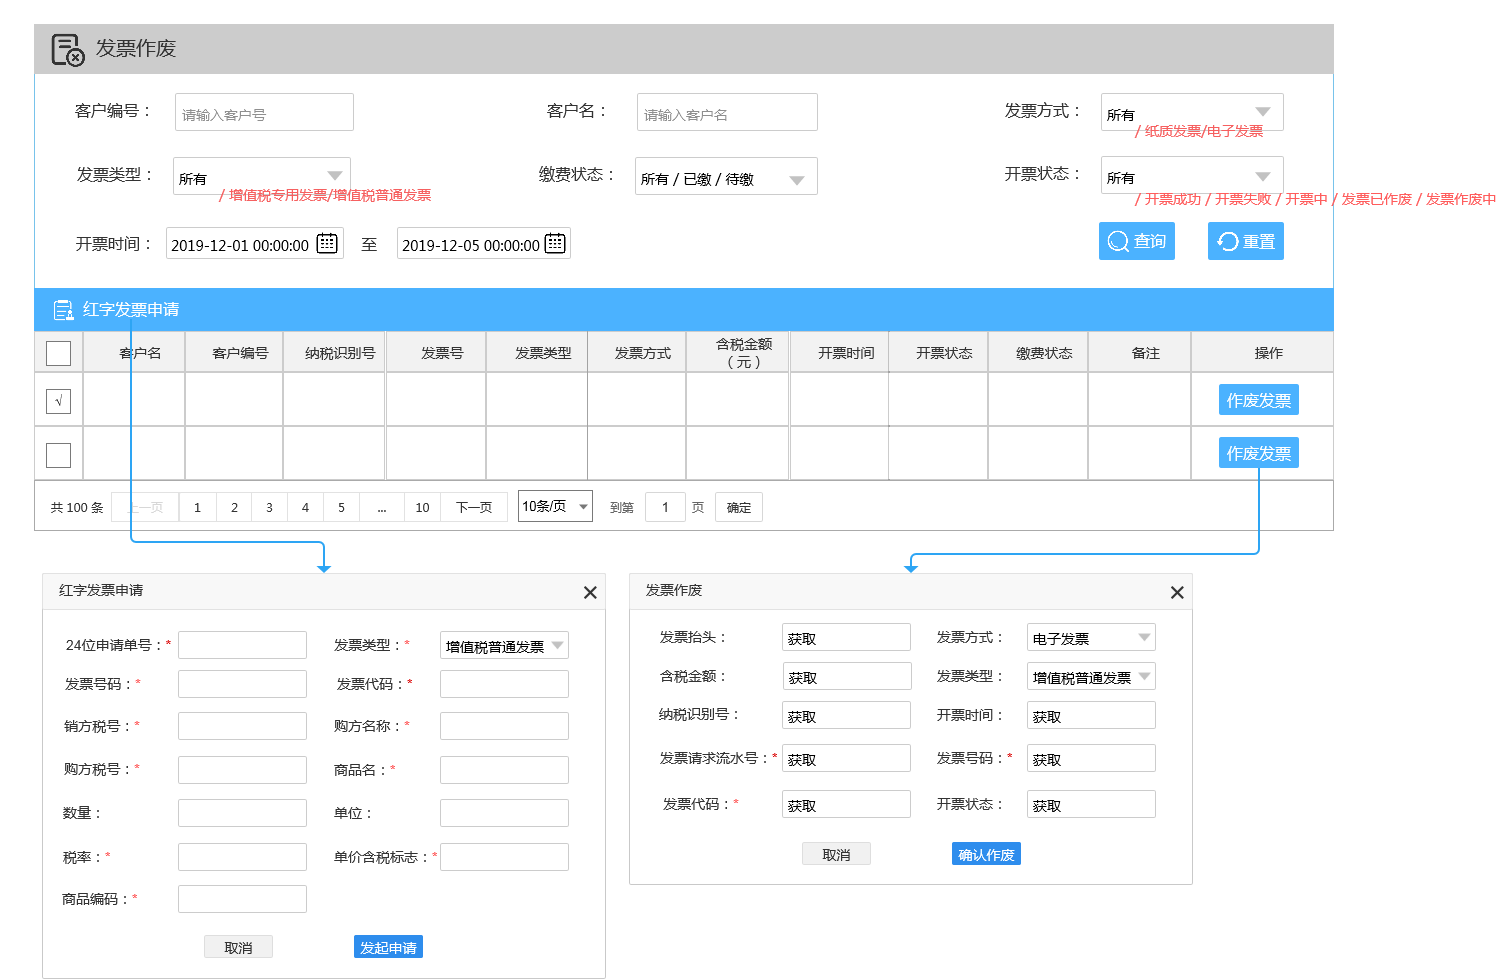 发票作废
客户编号： 请输入客户号 客户名： 请输入客户名 发票方式： 所有
/ 纸质发票/电子发票
发票类型： 所有 缴费状态： 所有 / 已缴 / 待缴 开票状态： 所有
/ 增值税专用发票/增值税普通发票 / 开票成功 / 开票失败 / 开票中 / 发票已作废 / 发票作废中
开票时间： 2019-12-01 00:00:00 至 2019-12-05 00:00:00 查询 重置
红字发票申请
客户名 客户编号 纳税识别号 发票号 发票类型 发票方式 含税金额（元） 开票时间 开票状态 缴费状态 备注 操作
√ 作废发票
作废发票
共 100 条 上一页 1 2 3 4 5 ... 10 下一页 10条/页 到第 1 页 确定
红字发票申请
24位申请单号：* 发票类型：* 增值税普通发票
发票号码：* 发票代码：*
销方税号：* 购方名称：*
购方税号：* 商品名：*
数量： 单位：
税率：* 单价含税标志：*
商品编码：*
取消 发起申请
发票作废
发票抬头： 获取 发票方式： 电子发票
含税金额： 获取 发票类型： 增值税普通发票
纳税识别号： 获取 开票时间： 获取
发票请求流水号：* 获取 发票号码：* 获取
发票代码：* 获取 开票状态： 获取
取消 确认作废